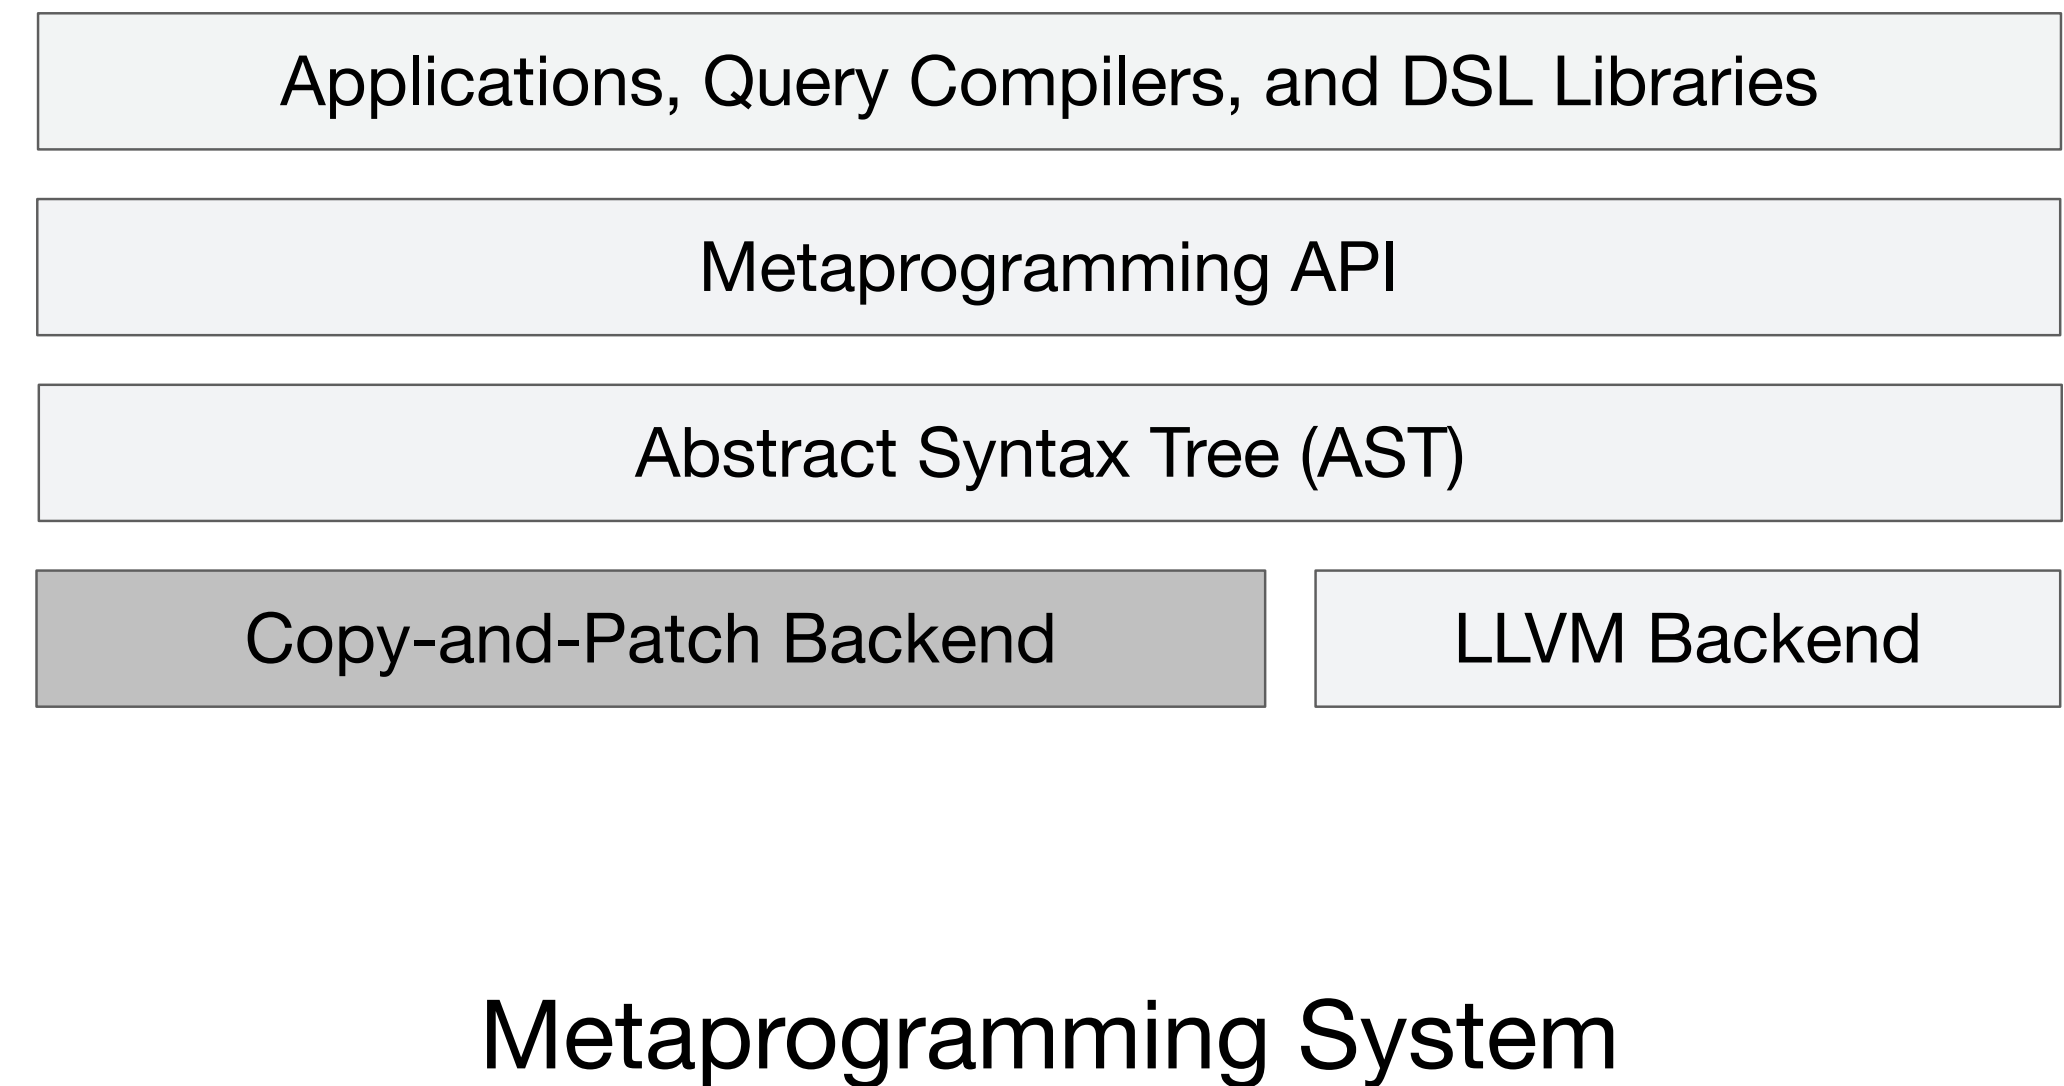 Applications, Query Compilers, and DSL Libraries
Metaprogramming API
Abstract Syntax Tree (AST)
Copy-and-Patch Backend
LLVM Backend
Metaprogramming System